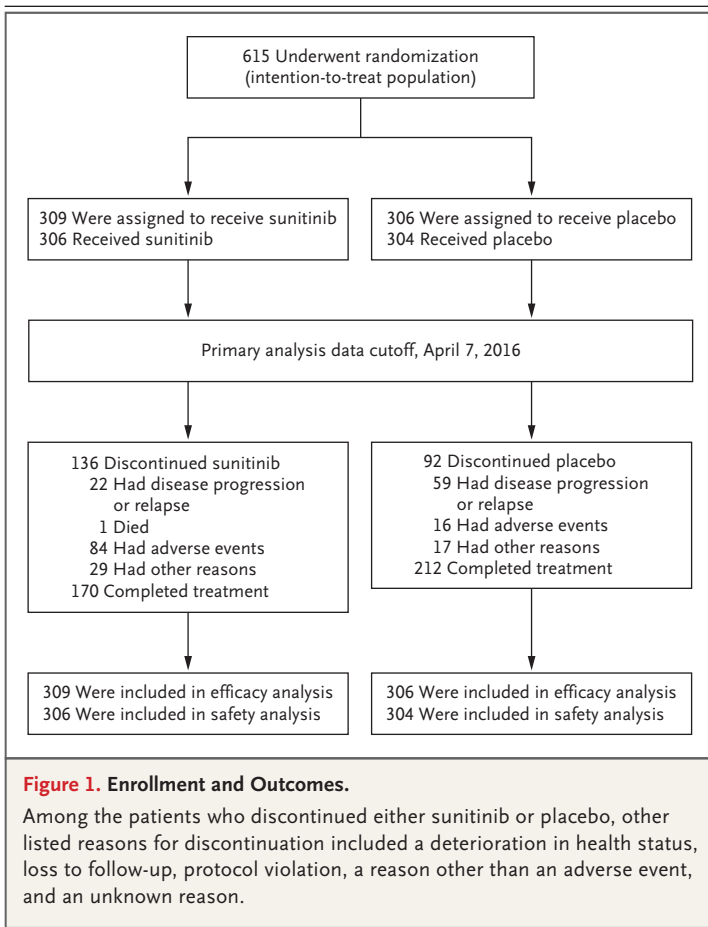 615 Underwent randomization
(intention-to-treat population)
309 Were assigned to receive sunitinib
306 Received sunitinib
306 Were assigned to receive placebo
304 Received placebo
Primary analysis data cutoff, April 7, 2016
136 Discontinued sunitinib
22 Had disease progression
or relapse
1 Died
84 Had adverse events
29 Had other reasons
170 Completed treatment
92 Discontinued placebo
59 Had disease progression
or relapse
16 Had adverse events
17 Had other reasons
212 Completed treatment
309 Were included in efficacy analysis
306 Were included in safety analysis
306 Were included in efficacy analysis
304 Were included in safety analysis
Figure 1. Enrollment and Outcomes.
Among the patients who discontinued either sunitinib or placebo, other
listed reasons for discontinuation included a deterioration in health status,
loss to follow-up, protocol violation, a reason other than an adverse event,
and an unknown reason.